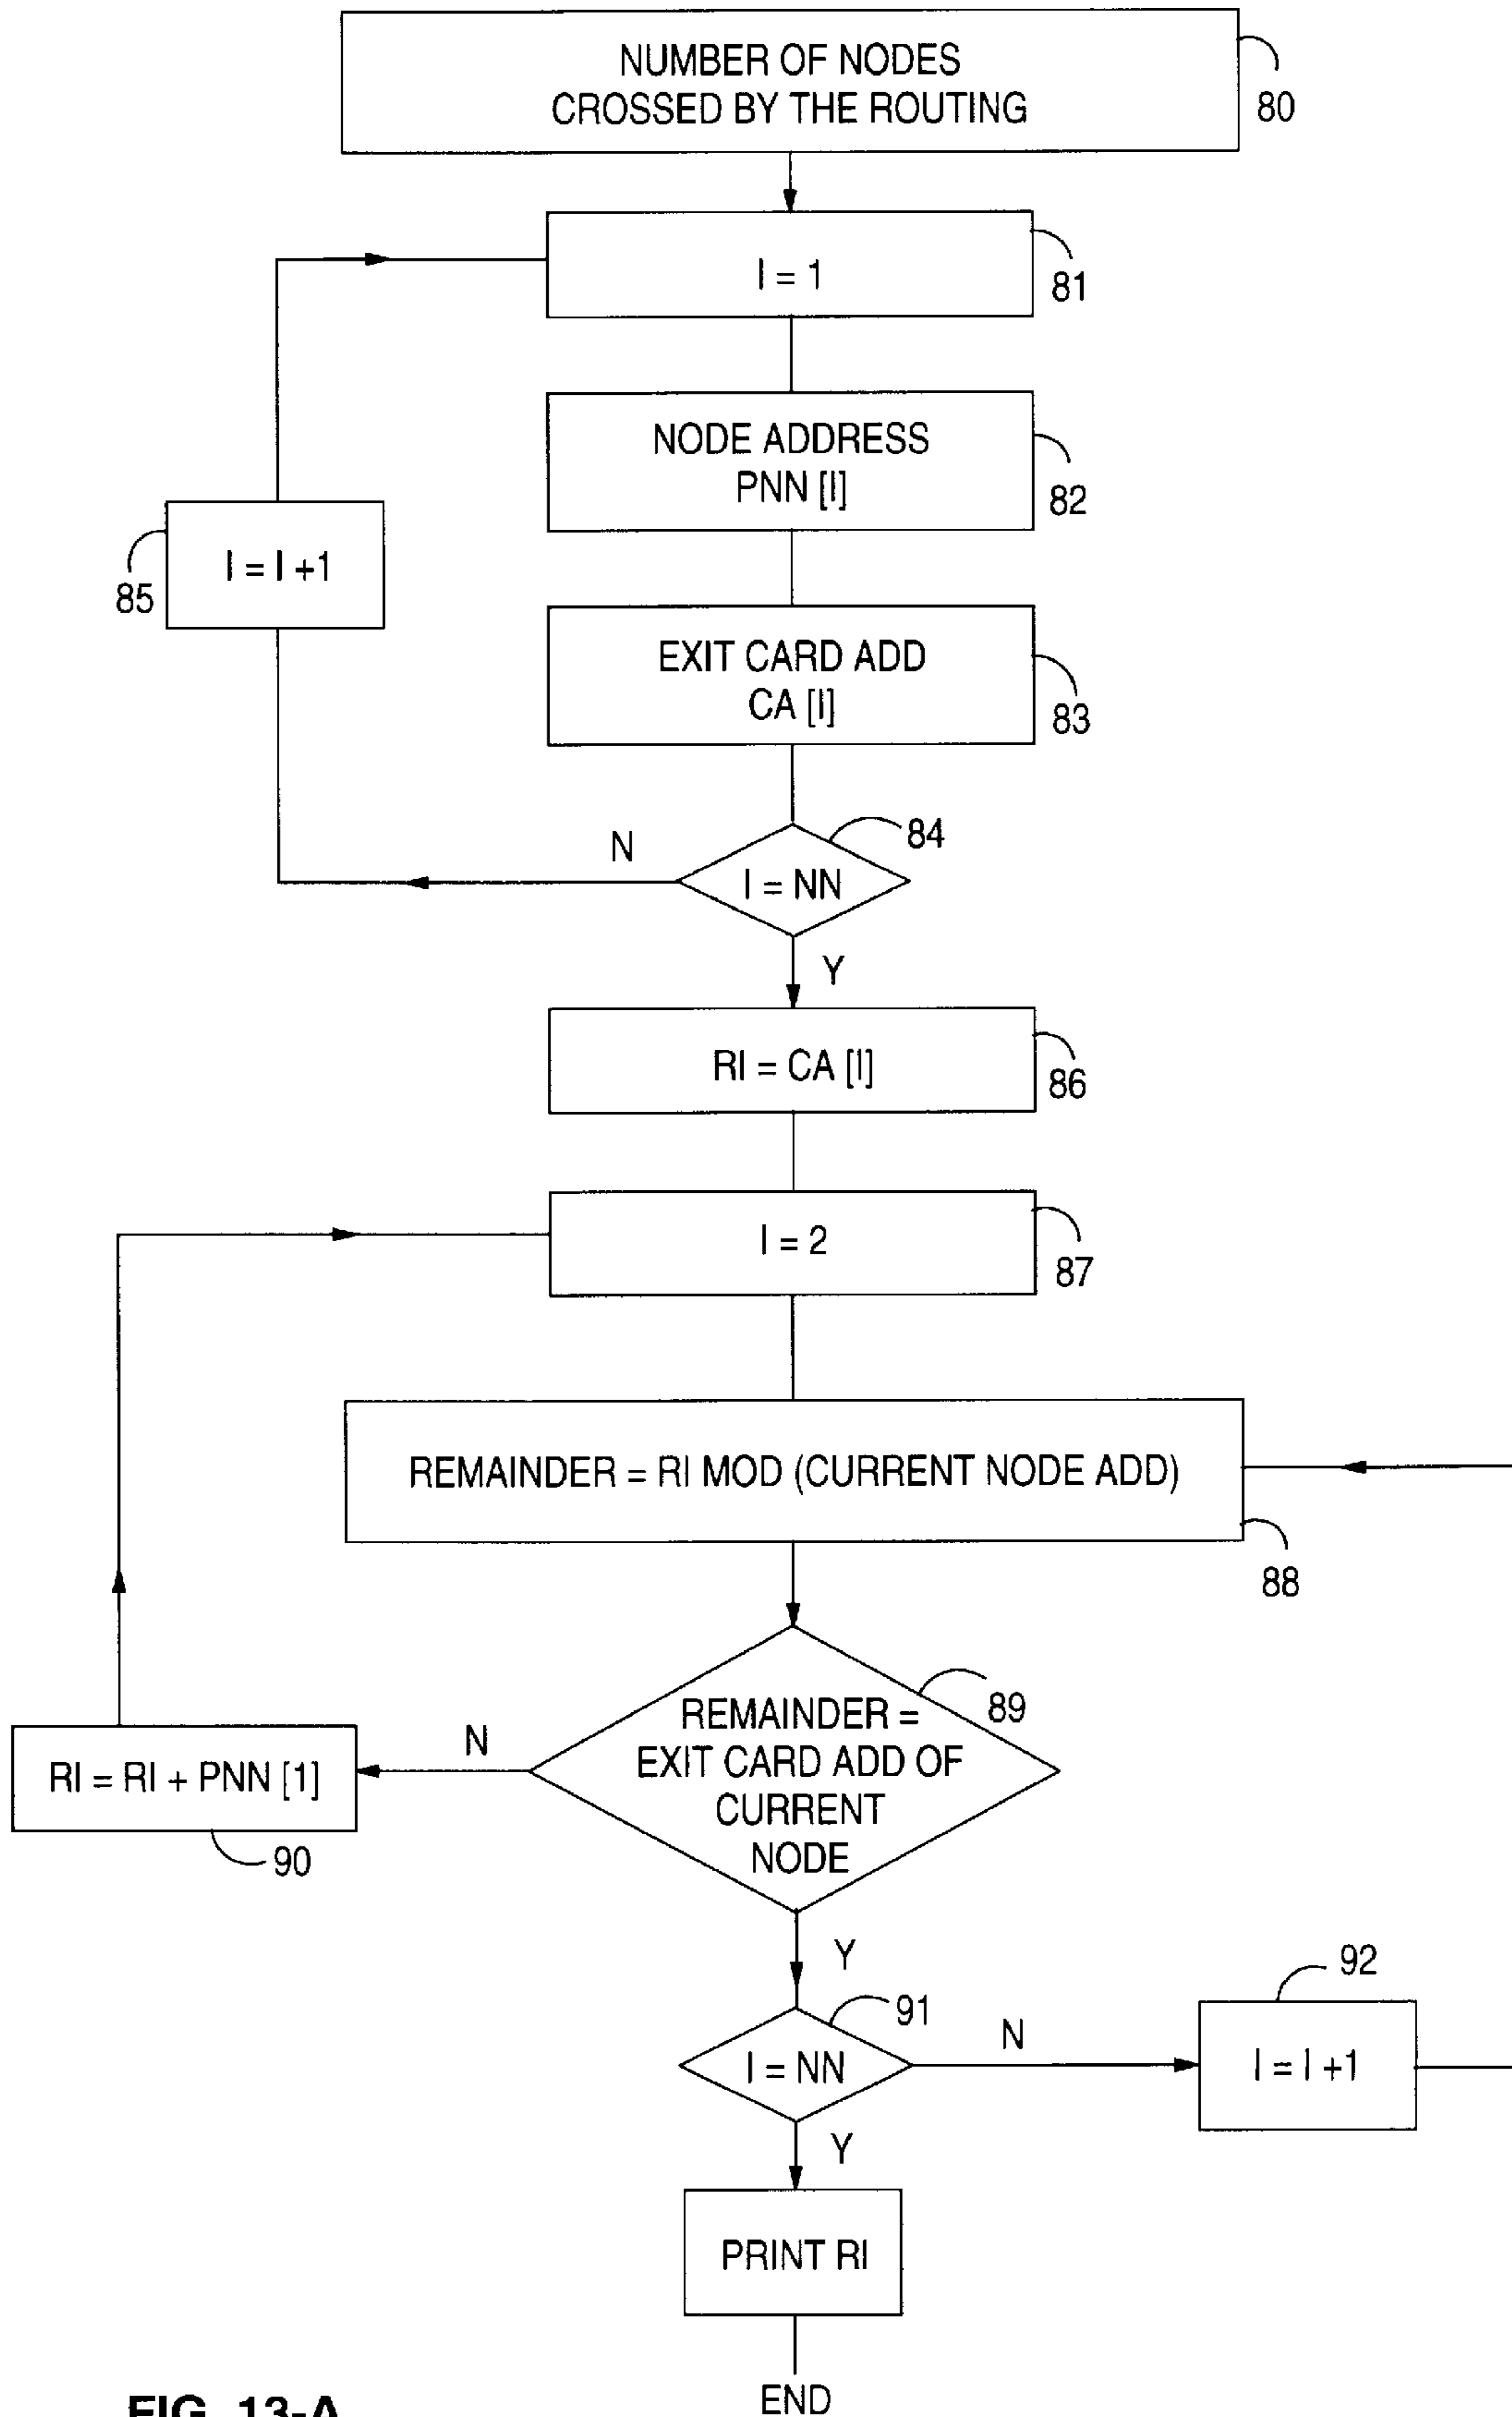 NUMBER OF NODES
CROSSED BY THE ROUTING
80
I = 1
81
NODE ADDRESS
PNN [I]
82
I = I +1
85
EXIT CARD ADD
CA [I]
83
N
84
I = NN
Y
RI = CA [I]
86
I = 2
87
REMAINDER = RI MOD (CURRENT NODE ADD)
88
REMAINDER =
EXIT CARD ADD OF
CURRENT
NODE
89
N
RI = RI + PNN [1]
90
Y
91
I = NN
N
92
I = I +1
Y
PRINT RI
END
FIG. 13-A